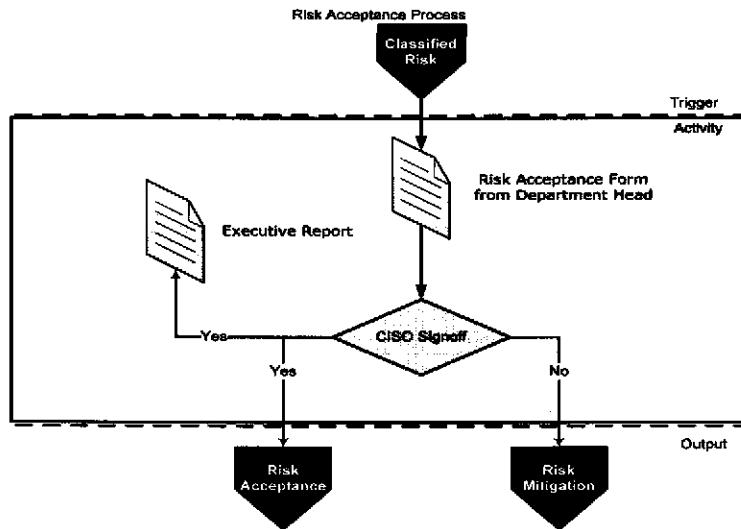 Risk Acceptance Process
Classified
Risk
Trigger
Activity
Risk Acceptance Form
from Department Head
Executive Report
CISO Signoff
Yes
Yes
No
Output
Risk
Acceptance
Risk
Mitigation